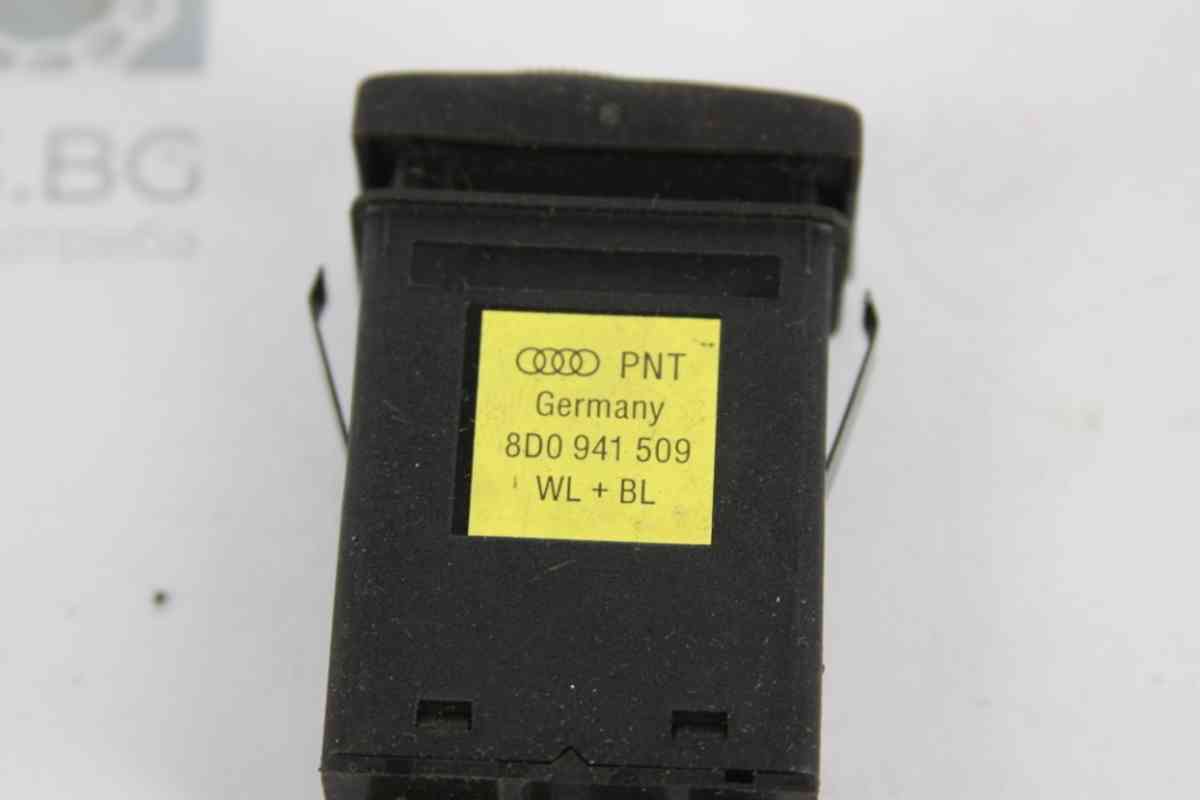 .BG
PNT
Germany
8D0 941 509
WL + BL